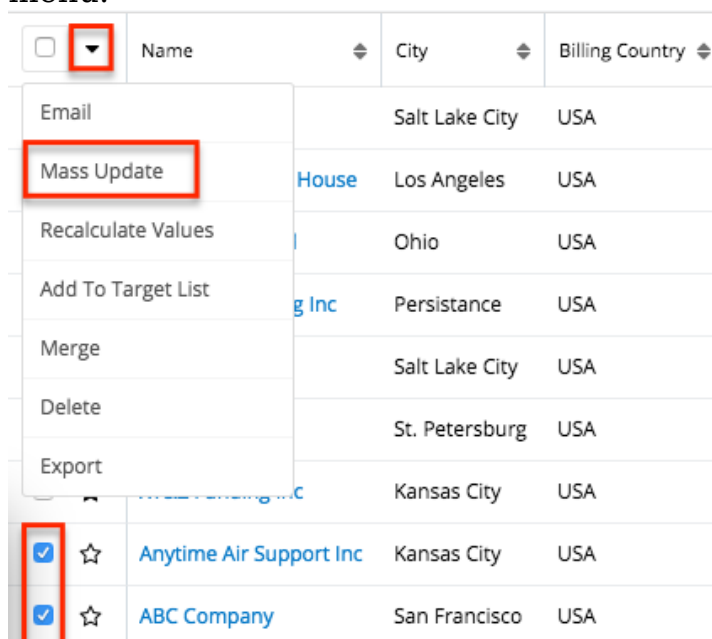 menu.
Name City Billing Country
Email Salt Lake City USA
Mass Update House Los Angeles USA
Recalculate Values Ohio USA
Add To Target List g Inc Persistance USA
Merge Salt Lake City USA
Delete St. Petersburg USA
Export
Kansas City USA
Anytime Air Support Inc Kansas City USA
ABC Company San Francisco USA